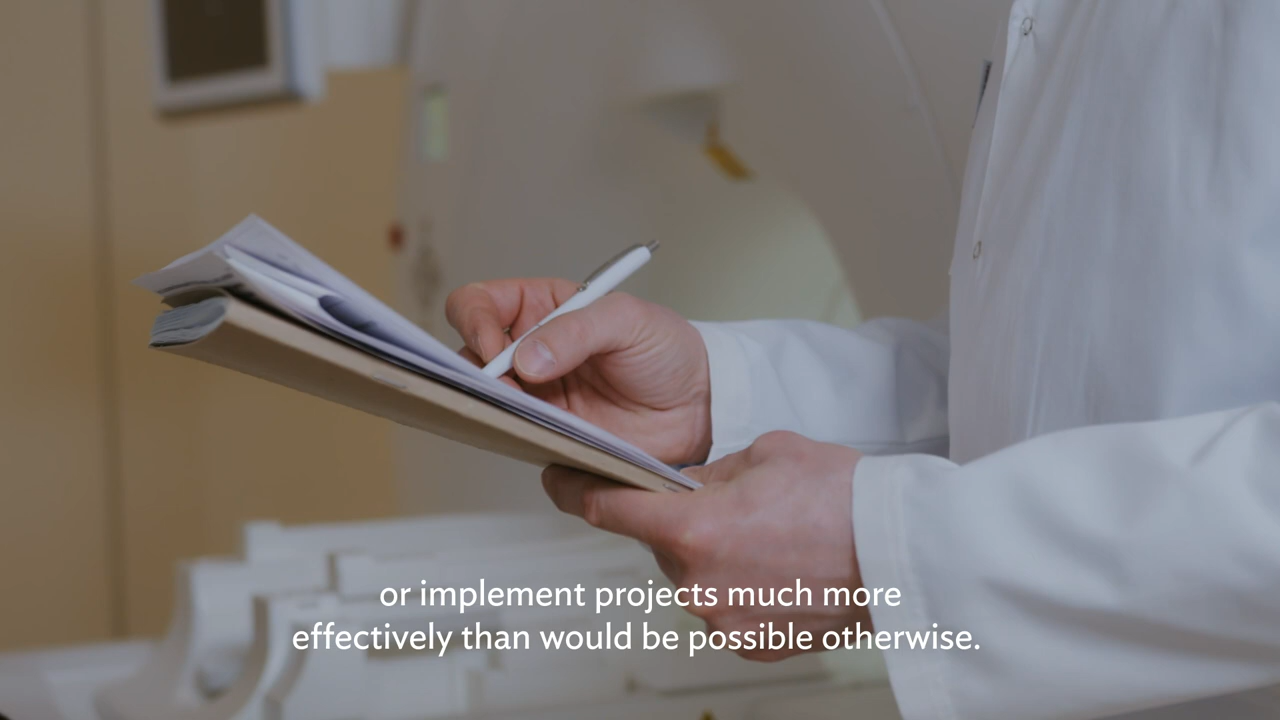 or implement projects much more
effectively than would be possible otherwise.